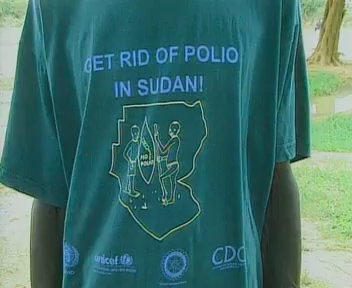 GET RID OF POLIO
IN SUDAN!
NO
POLIO
unicef
CDC